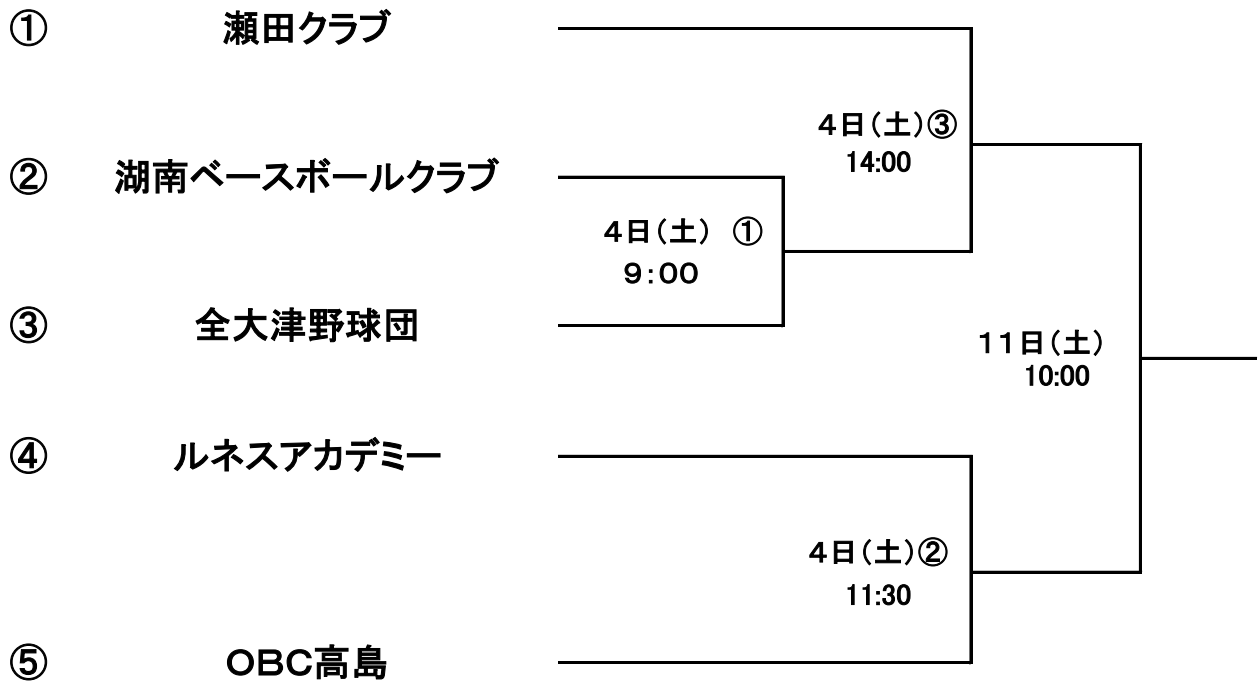 ① 瀬田クラブ
4日(土)③
14:00
② 湖南ベースボールクラブ
4日(土) ①
9:00
③ 全大津野球団
11日(土)
10:00
④ ルネスアカデミー
4日(土)②
11:30
⑤ OBC高島